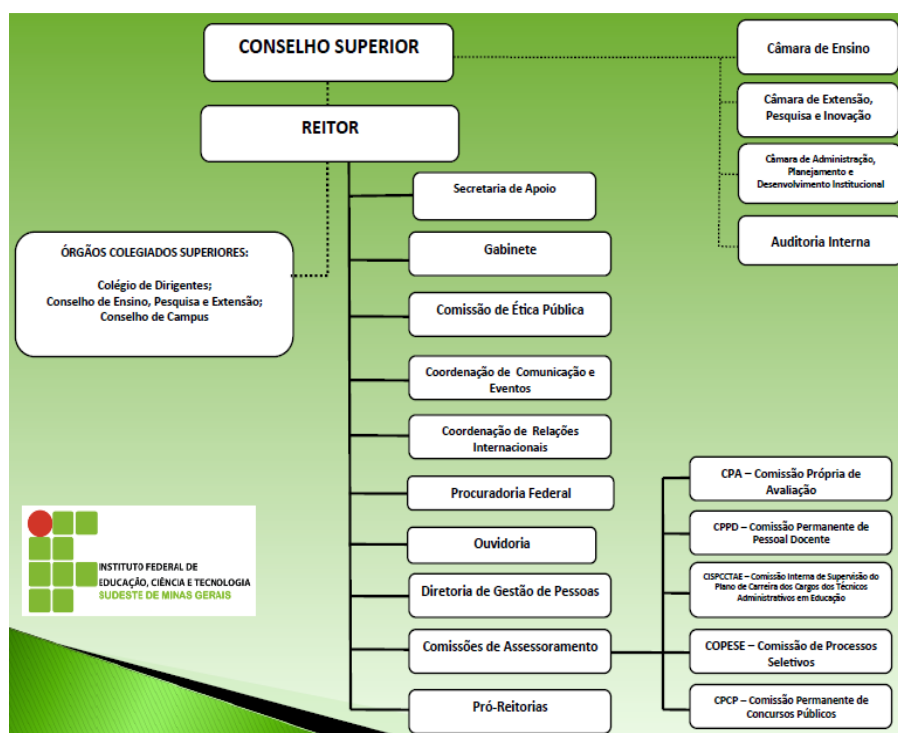 CONSELHO SUPERIOR
REITOR
Câmara de Ensino
Câmara de Extensão,
Pesquisa e Inovação
Câmara de Administração,
Planejamento e
Desenvolvimento Institucional
Auditoria Interna
ÓRGÃOS COLEGIADOS SUPERIORES:
Colégio de Dirigentes;
Conselho de Ensino, Pesquisa e Extensão;
Conselho de Campus
Secretaria de Apoio
Gabinete
Comissão de Ética Pública
Coordenação de Comunicação e
Eventos
Coordenação de Relações
Internacionais
Procuradoria Federal
Ouvidoria
Diretoria de Gestão de Pessoas
Comissões de Assessoramento
Pró-Reitorias
CPA – Comissão Própria de
Avaliação
CPPD – Comissão Permanente de
Pessoal Docente
CISPCCTAE – Comissão Interna de Supervisão do
Plano de Carreira dos Cargos dos Técnicos
Administrativos em Educação
COPESE – Comissão de Processos
Seletivos
CPCP – Comissão Permanente de
Concursos Públicos
INSTITUTO FEDERAL DE
EDUCAÇÃO, CIÊNCIA E TECNOLOGIA
SUDESTE DE MINAS GERAIS